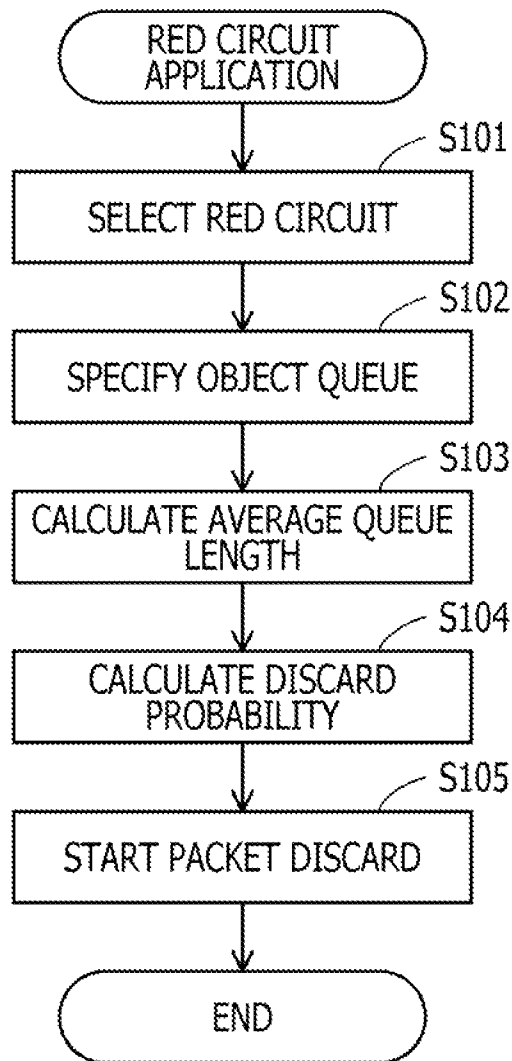 RED CIRCUIT
APPLICATION
S101
SELECT RED CIRCUIT
S102
SPECIFY OBJECT QUEUE
S103
CALCULATE AVERAGE QUEUE
LENGTH
S104
CALCULATE DISCARD
PROBABILITY
S105
START PACKET DISCARD
END